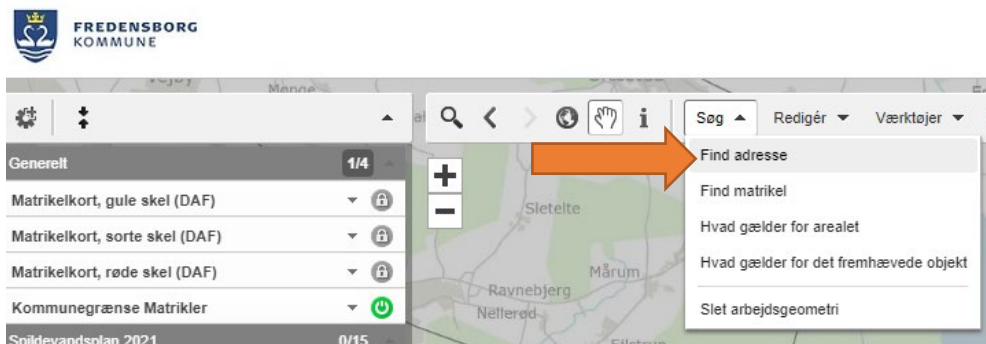 FREDENSBORG
KOMMUNE
Søg
Redigér
Værktøjer
Generelt
1/4
Find adresse
Matrikelkort, gule skel (DAF)
Find matrikel
Matrikelkort, sorte skel (DAF)
Sletelte
Hvad gælder for arealet
Matrikelkort, røde skel (DAF)
Mårum
Hvad gælder for det fremhævede objekt
Ravnebjerg
Kommunegrænse Matrikler
Nellerød
Slet arbejdsgeometri
Spildevandsplan 2021
0/15